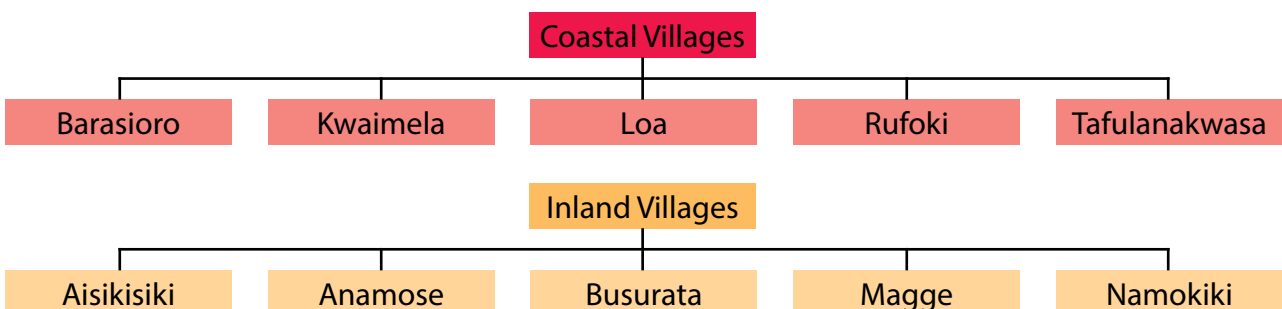 Coastal Villages
Barasioro Kwaimela Loa Rufoki Tafulanakwasa
Inland Villages
Aisikisiki Anamose Busurata Magge Namokiki